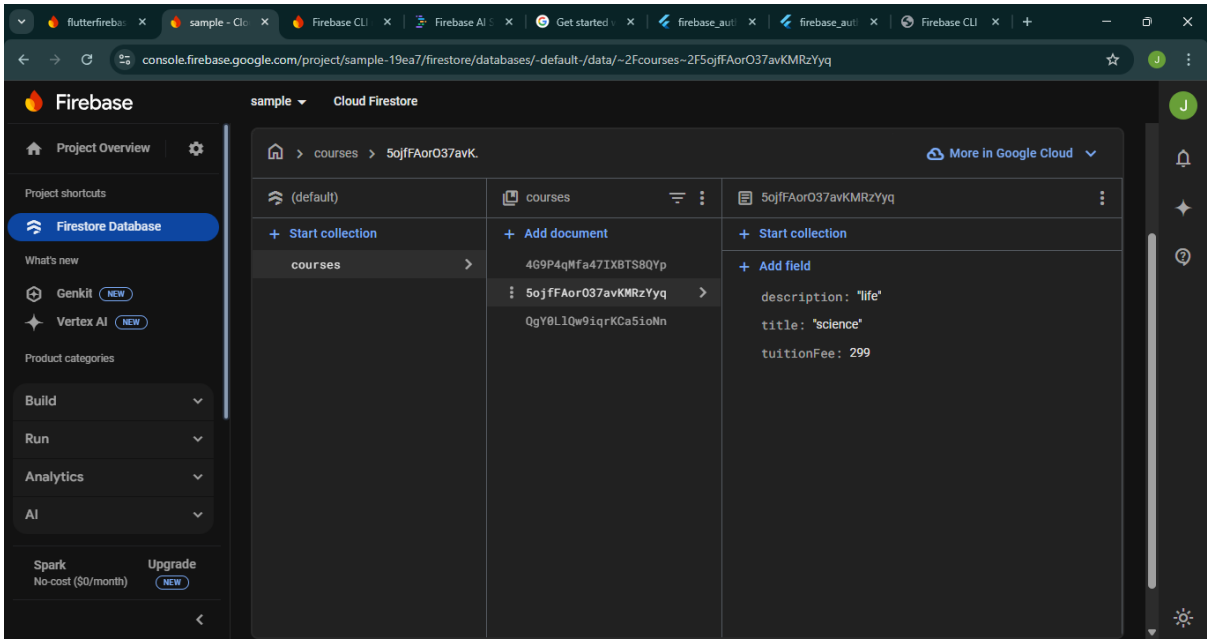 flutterfirebas
sample - Clo
Firebase CLI
Firebase AI S
Get started w
firebase_aut
firebase_aut
Firebase CLI
console.firebase.google.com/project/sample-19ea7/firestore/databases/-default-/data/~2Fcourses~2F5ojfFAorO37avKMRzYyq
J
Firebase
sample
Cloud Firestore
J
Project Overview
Project shortcuts
Firestore Database
What's new
Genkit NEW
Vertex AI NEW
Product categories
Build
Run
Analytics
AI
Spark
No-cost ($0/month)
Upgrade
NEW
courses
5ojfFAorO37avK.
More in Google Cloud
(default)
+ Start collection
courses
courses
+ Add document
4G9P4qMfa47IXBTS8QYp
5ojfFAorO37avKMRzYyq
QgY0LlQw9iqrKCa5ioNn
5ojfFAorO37avKMRzYyq
+ Start collection
+ Add field
description: "life"
title: "science"
tuitionFee: 299